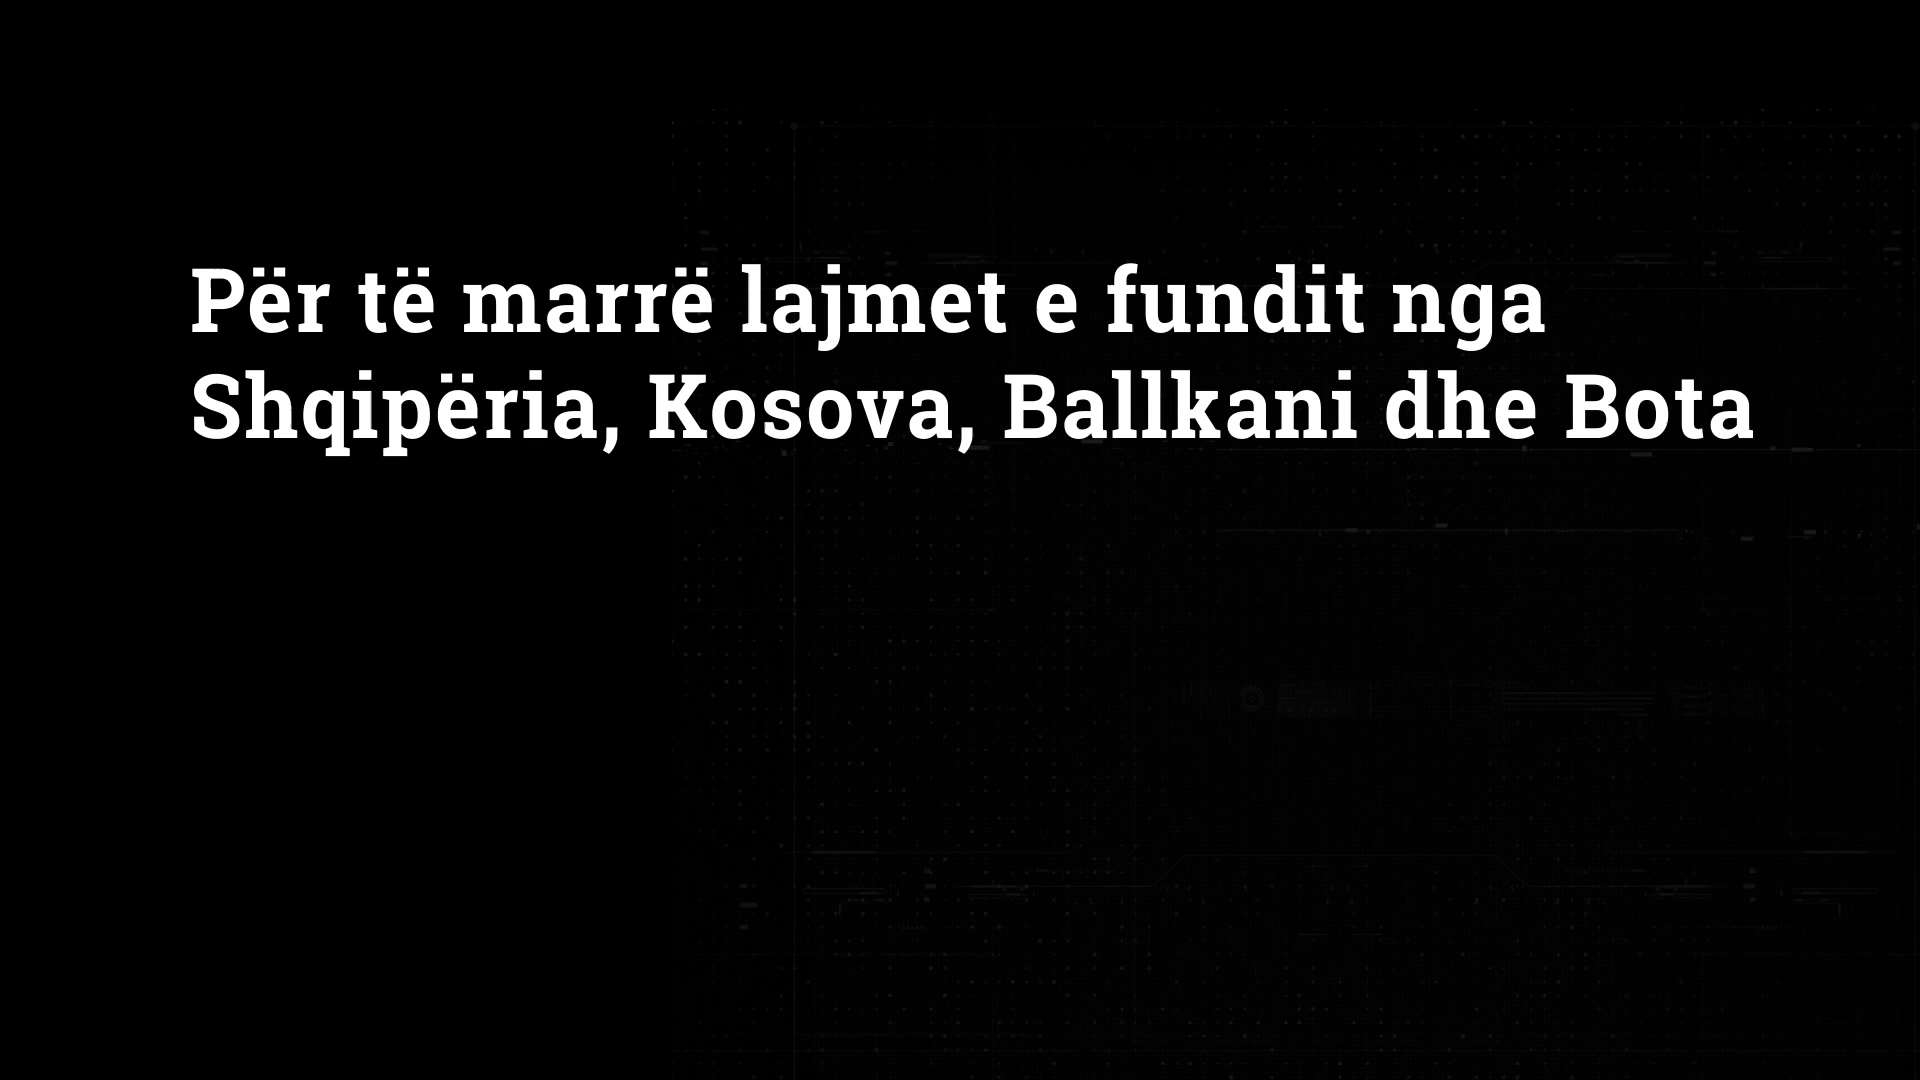 Për të marrë lajmet e fundit nga
Shqipëria, Kosova, Ballkani dhe Bota